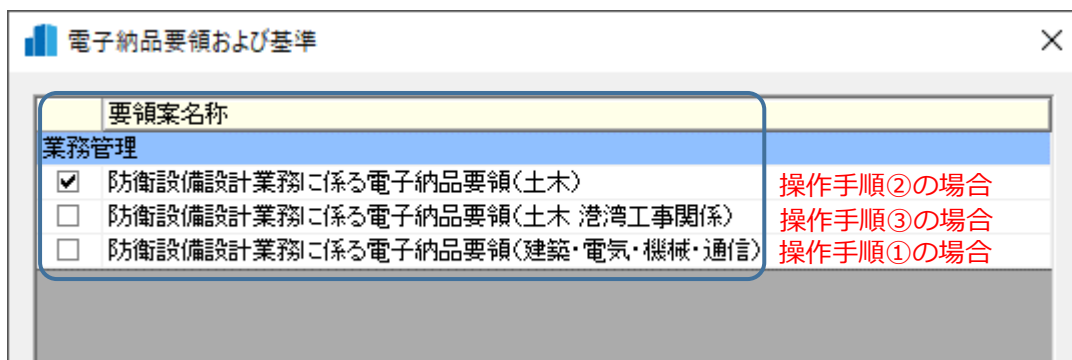 電子納品要領および基準
要領案名称
業務管理
防衛設備設計業務に係る電子納品要領(土木) 操作手順②の場合
防衛設備設計業務に係る電子納品要領(土木 港湾工事関係) 操作手順③の場合
防衛設備設計業務に係る電子納品要領(建築・電気・機械・通信) 操作手順①の場合